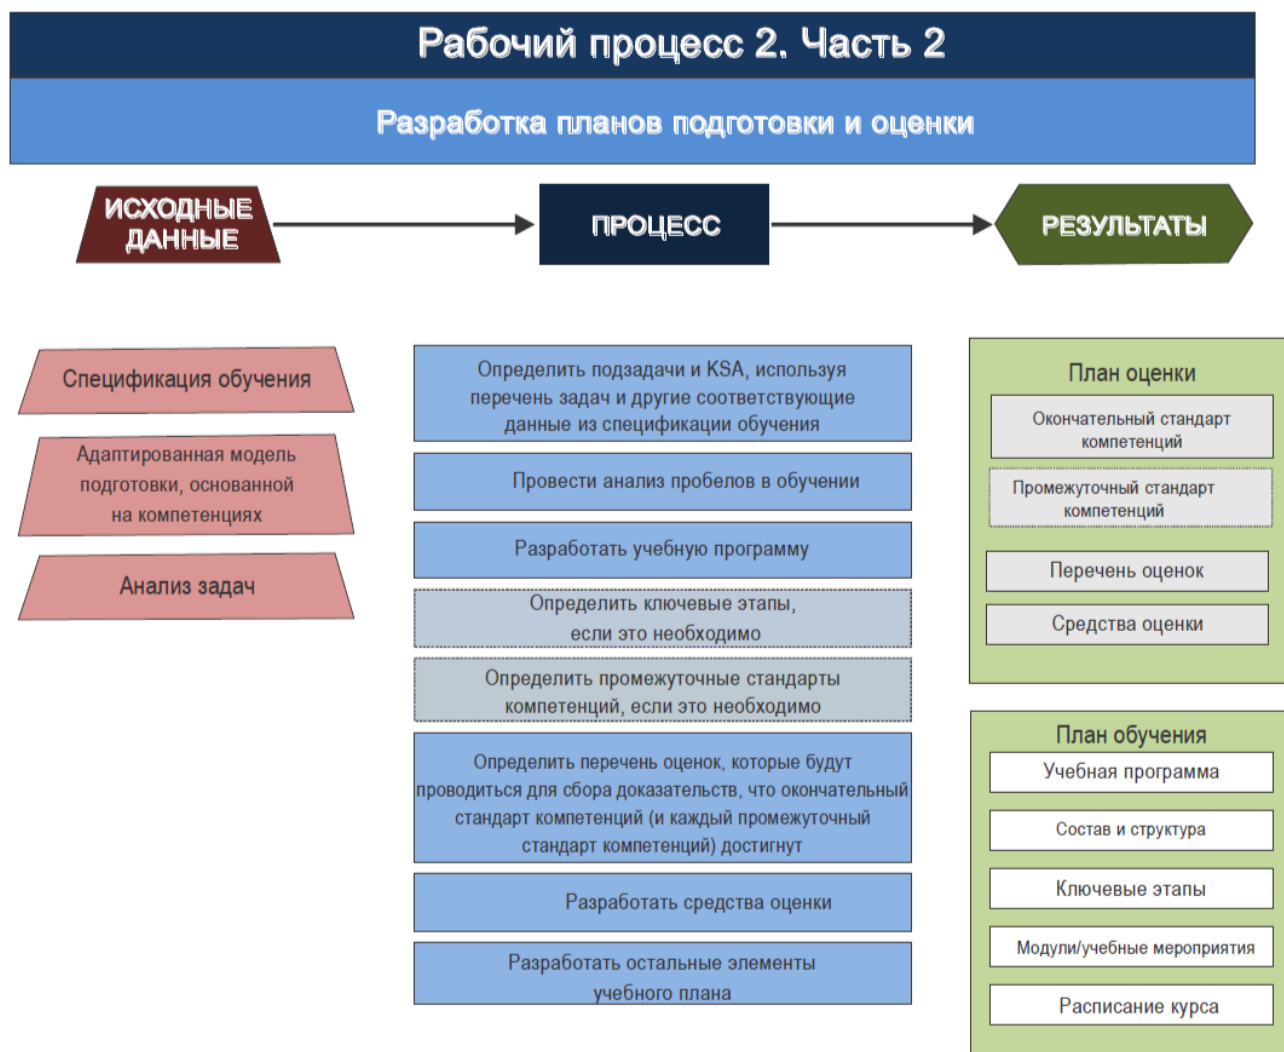 Рабочий процесс 2. Часть 2
Разработка планов подготовки и оценки
ИСХОДНЫЕ
ДАННЫЕ
ПРОЦЕСС
РЕЗУЛЬТАТЫ
Спецификация обучения
Адаптированная модель
подготовки, основанной
на компетенциях
Анализ задач
Определить подзадачи и KSA, используя
перечень задач и другие соответствующие
данные из спецификации обучения
Провести анализ пробелов в обучении
Разработать учебную программу
Определить ключевые этапы,
если это необходимо
Определить промежуточные стандарты
компетенций, если это необходимо
Определить перечень оценок, которые будут
проводиться для сбора доказательств, что окончательный
стандарт компетенций (и каждый промежуточный
стандарт компетенций) достигнут
Разработать средства оценки
Разработать остальные элементы
учебного плана
План оценки
Окончательный стандарт
компетенций
Промежуточный стандарт
компетенций
Перечень оценок
Средства оценки
План обучения
Учебная программа
Состав и структура
Ключевые этапы
Модули/учебные мероприятия
Расписание курса